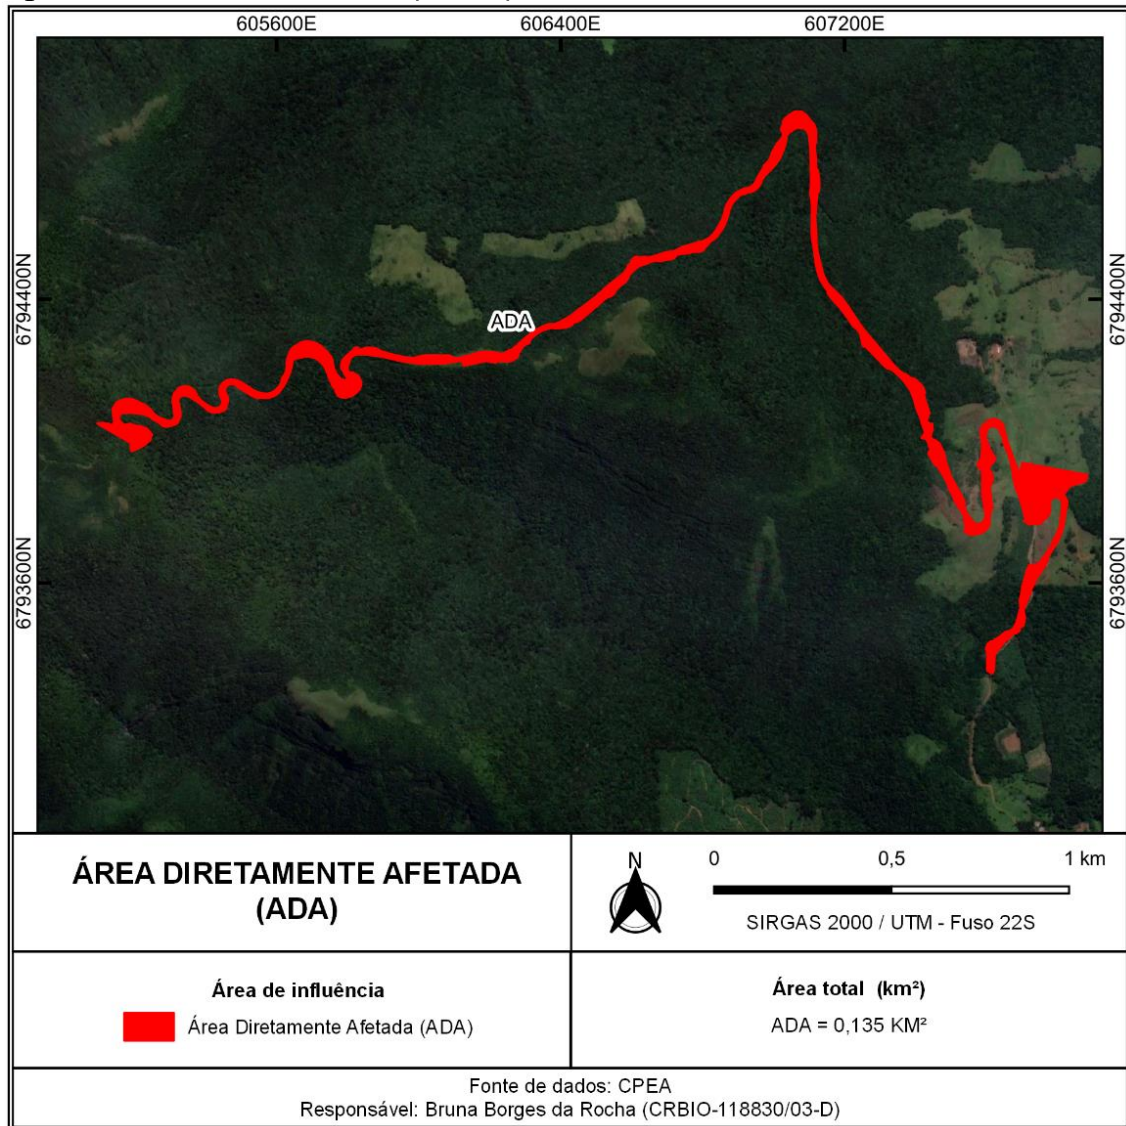 605600E 606400E 607200E
6794400N 6794400N
ADA
6793600N 6793600N
ÁREA DIRETAMENTE AFETADA
(ADA)
N
0 0,5 1 km
SIRGAS 2000 / UTM - Fuso 22S
Área de influência
Área Diretamente Afetada (ADA)
Área total (km²)
ADA = 0,135 KM²
Fonte de dados: CPEA
Responsável: Bruna Borges da Rocha (CRBIO-118830/03-D)